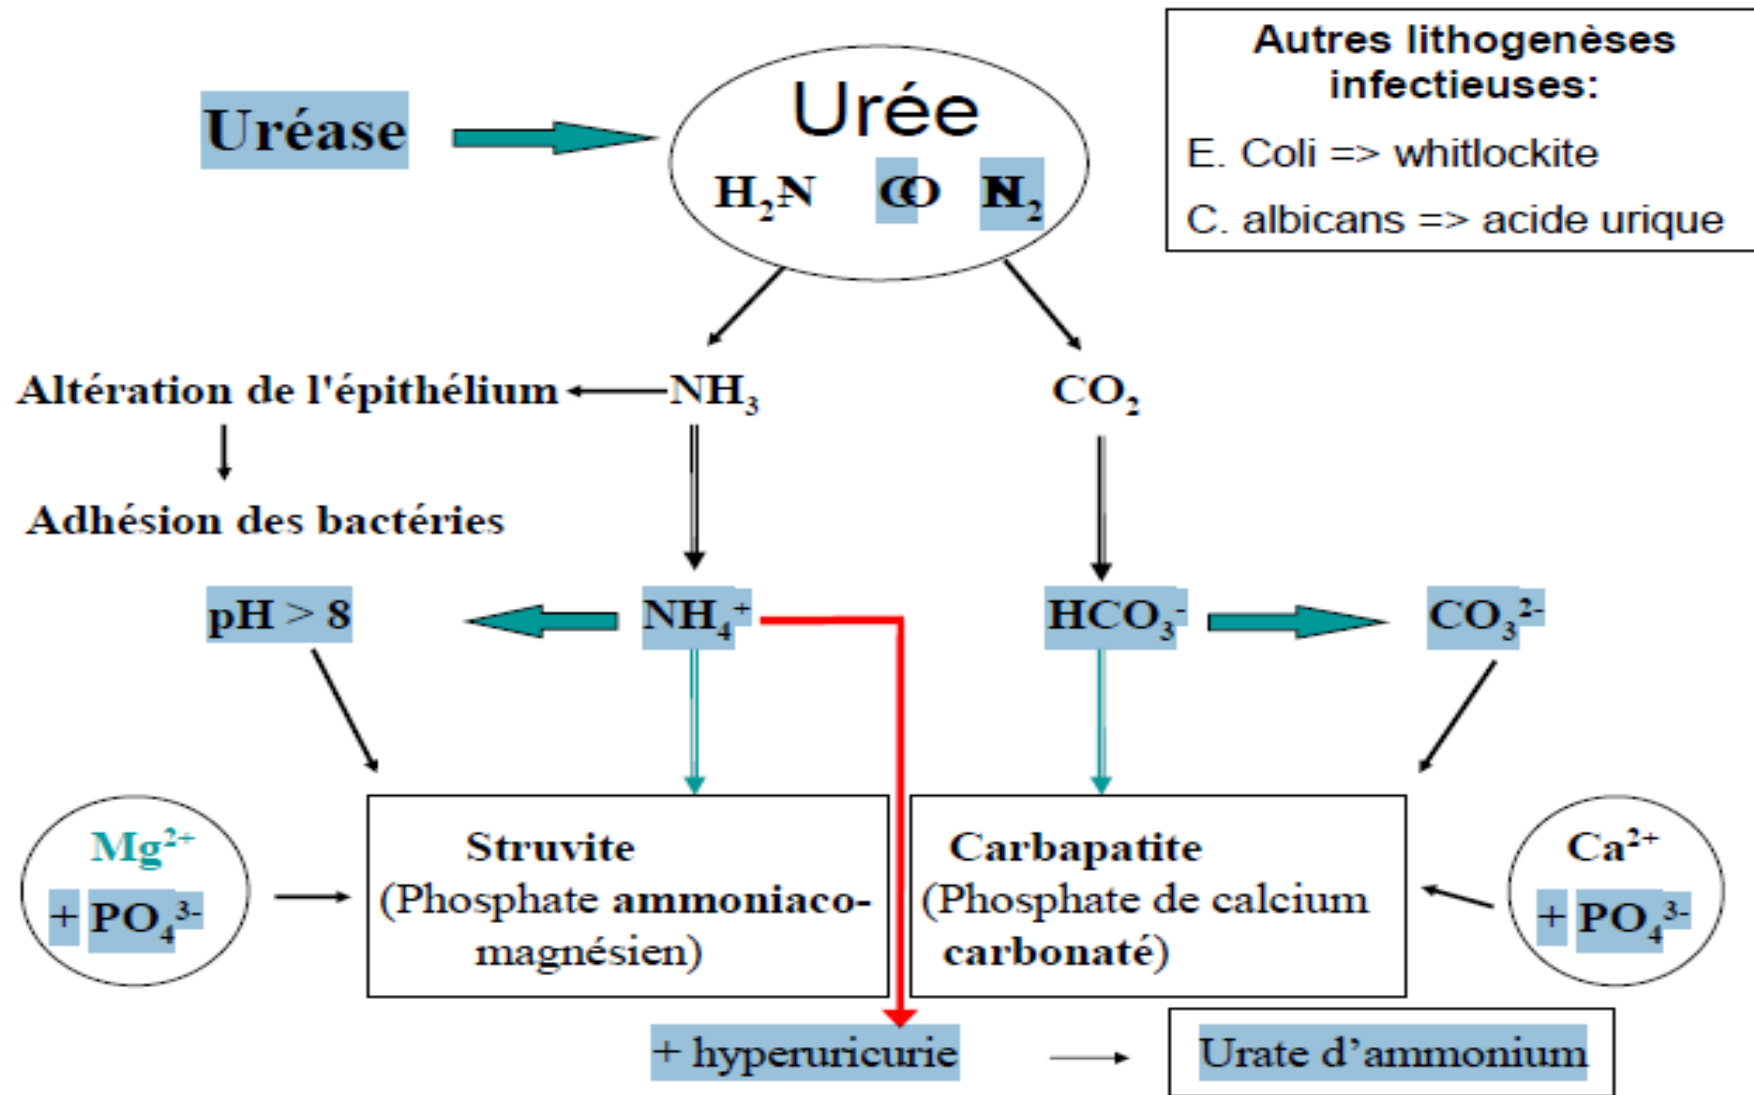 Autres lithogenèses
infectieuses:
E. Coli => whitlockite
C. albicans => acide urique
Uréase
Urée
H₂N CO NH₂
Altération de l'épithélium
NH₃
CO₂
Adhésion des bactéries
pH > 8
NH₄⁺
HCO₃⁻
CO₃²⁻
Mg²⁺
+ PO₄³⁻
Struvite
(Phosphate ammoniaco-
magnésien)
Carbapatite
(Phosphate de calcium
carbonaté)
Ca²⁺
+ PO₄³⁻
+ hyperuricurie
Urate d’ammonium